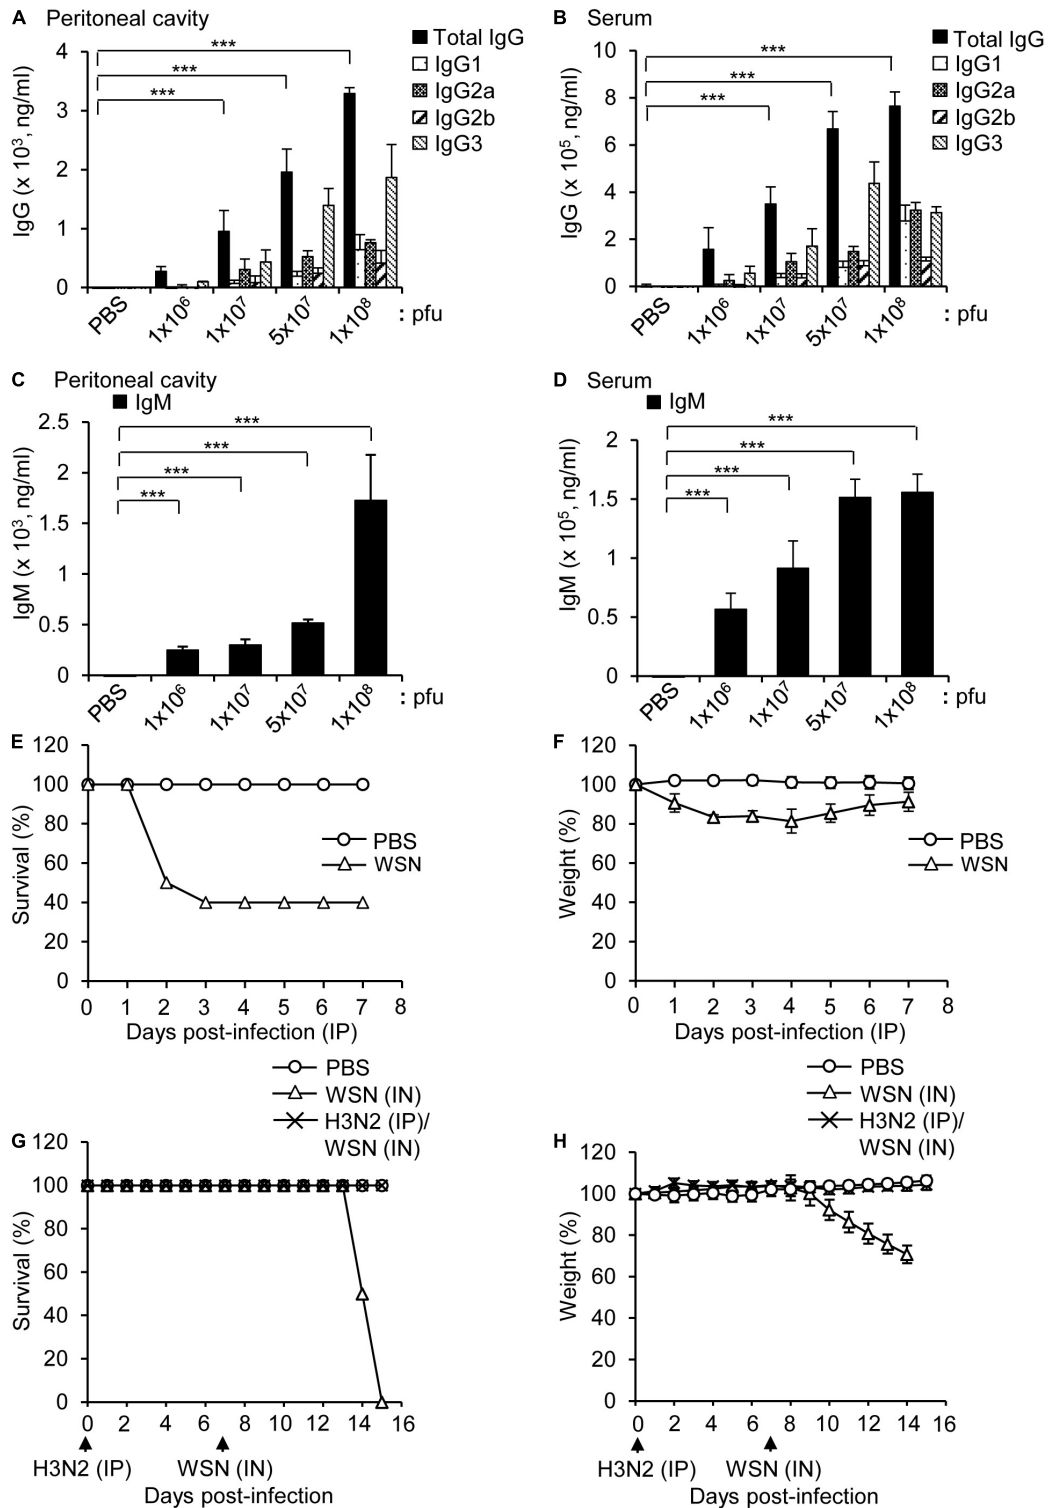 A Peritoneal cavity
Total IgG
IgG1
IgG2a
IgG2b
IgG3
IgG (x 10³, ng/ml)
4
3
2
1
0
***
***
***
PBS
1x10⁶
1x10⁷
5x10⁷
1x10⁸
: pfu
B Serum
Total IgG
IgG1
IgG2a
IgG2b
IgG3
IgG (x 10⁵, ng/ml)
10
8
6
4
2
0
***
***
***
PBS
1x10⁶
1x10⁷
5x10⁷
1x10⁸
: pfu
C Peritoneal cavity
IgM
IgM (x 10³, ng/ml)
2.5
2
1.5
1
0.5
0
***
***
***
***
PBS
1x10⁶
1x10⁷
5x10⁷
1x10⁸
: pfu
D Serum
IgM
IgM (x 10⁵, ng/ml)
2
1.5
1
0.5
0
***
***
***
***
PBS
1x10⁶
1x10⁷
5x10⁷
1x10⁸
: pfu
E
Survival (%)
120
100
80
60
40
20
0
PBS
WSN
0 1 2 3 4 5 6 7 8
Days post-infection (IP)
F
Weight (%)
120
100
80
60
40
20
0
PBS
WSN
0 1 2 3 4 5 6 7 8
Days post-infection (IP)
PBS
WSN (IN)
H3N2 (IP)/
WSN (IN)
G
Survival (%)
120
100
80
60
40
20
0
0 2 4 6 8 10 12 14 16
H3N2 (IP) WSN (IN)
Days post-infection
PBS
WSN (IN)
H3N2 (IP)/
WSN (IN)
H
Weight (%)
120
100
80
60
40
20
0
0 2 4 6 8 10 12 14 16
H3N2 (IP) WSN (IN)
Days post-infection